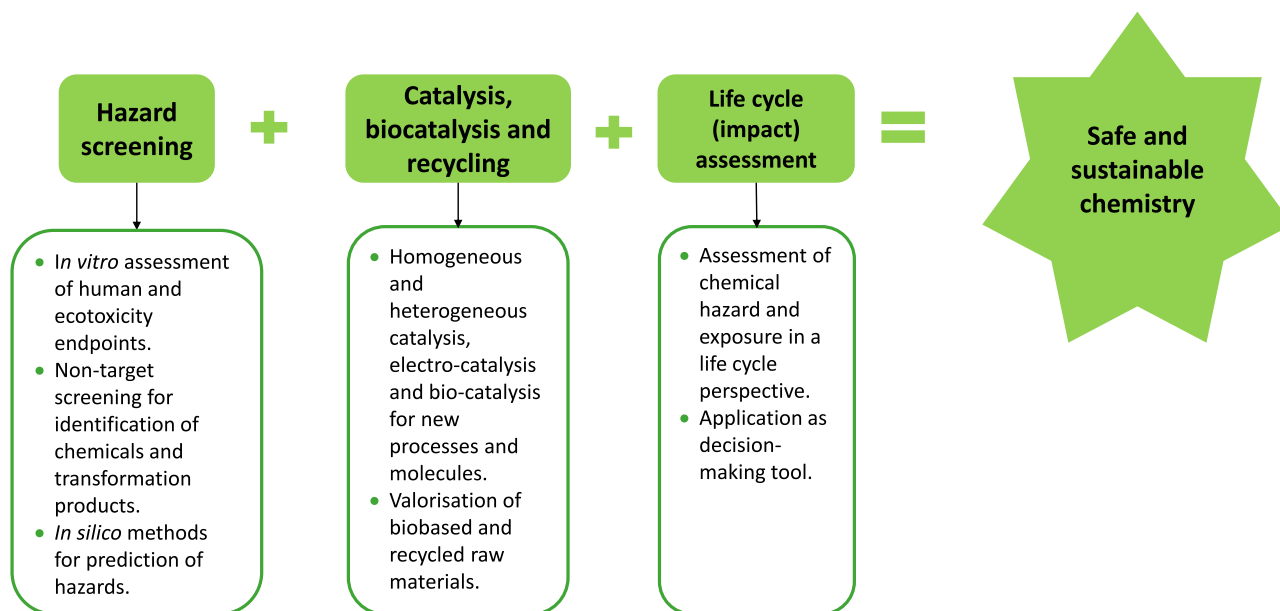 Hazard
screening
+
Catalysis,
biocatalysis and
recycling
+
Life cycle
(impact)
assessment
=
Safe and
sustainable
chemistry
• In vitro assessment
of human and
ecotoxicity
endpoints.
• Non-target
screening for
identification of
chemicals and
transformation
products.
• In silico methods
for prediction of
hazards.
• Homogeneous
and
heterogeneous
catalysis,
electro-catalysis
and bio-catalysis
for new
processes and
molecules.
• Valorisation of
biobased and
recycled raw
materials.
• Assessment of
chemical
hazard and
exposure in a
life cycle
perspective.
• Application as
decision-
making tool.